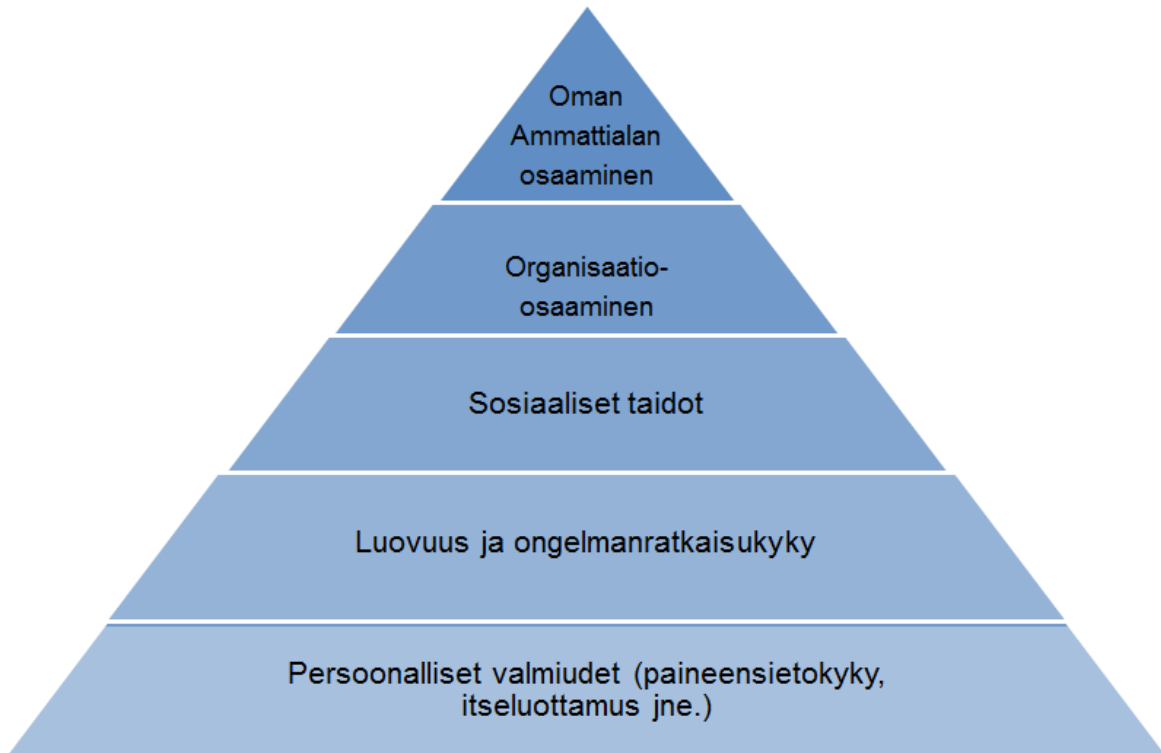 Oman
Ammattialan
osaaminen
Organisaatio-
osaaminen
Sosiaaliset taidot
Luovuus ja ongelmanratkaisukyky
Persoonalliset valmiudet (paineensietokyky,
itseluottamus jne.)